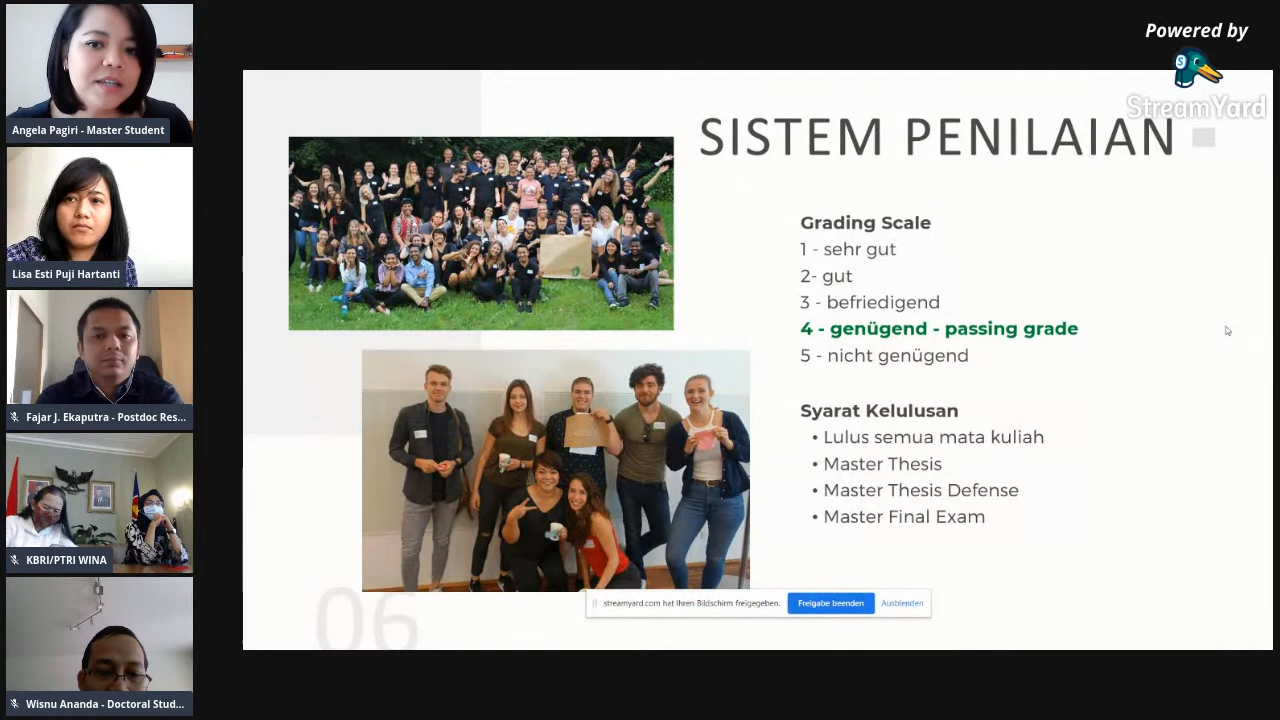 Powered by
StreamYard
Angela Pagiri - Master Student
Lisa Esti Puji Hartanti
Fajar J. Ekaputra - Postdoc Res...
KBRI/PTRI WINA
Wisnu Ananda - Doctoral Stud...
SISTEM PENILAIAN
Grading Scale
1 - sehr gut
2- gut
3 - befriedigend
4 - genügend - passing grade
5 - nicht genügend
Syarat Kelulusan
• Lulus semua mata kuliah
• Master Thesis
• Master Thesis Defense
• Master Final Exam
06
streamyard.com hat Ihren Bildschirm freigegeben.
Freigabe beenden
Ausblenden